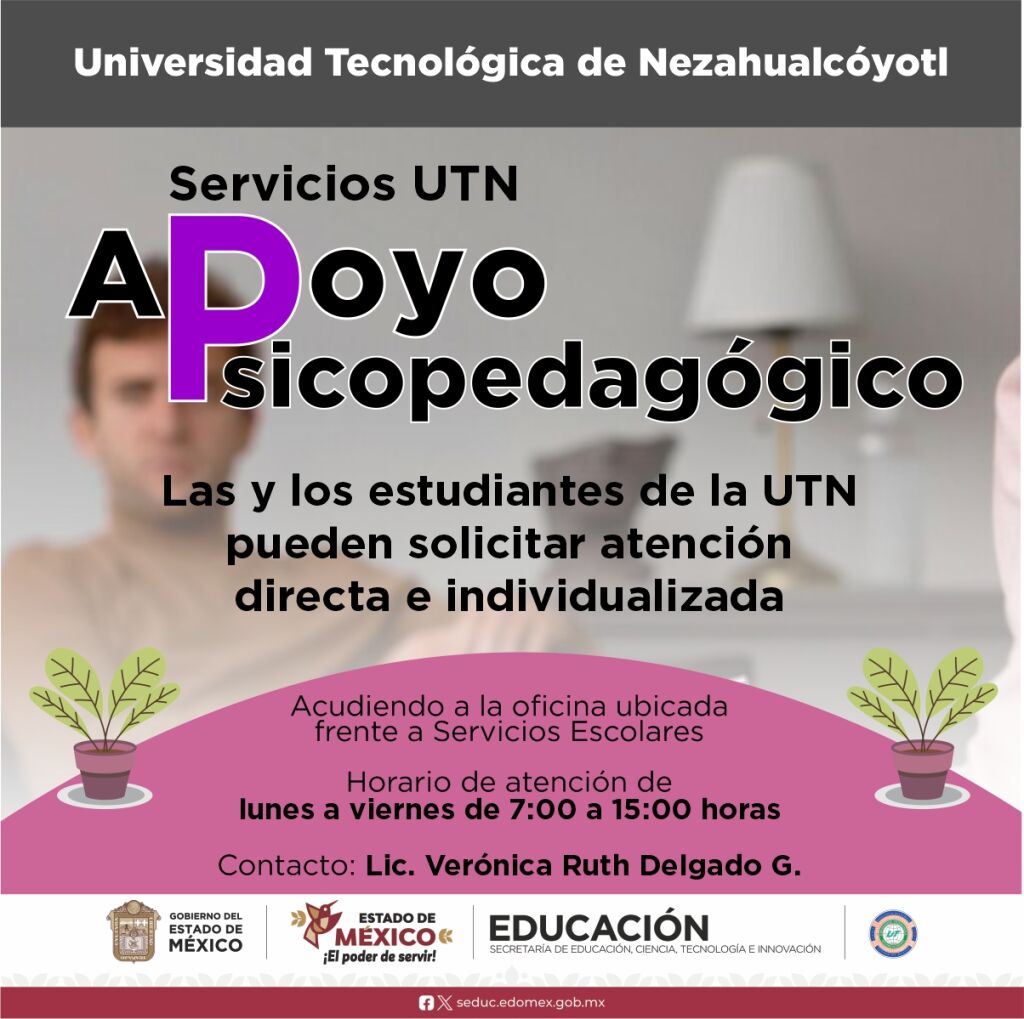 Universidad Tecnológica de Nezahualcóyotl
Servicios UTN
APoyo
Psicopedagógico
Las y los estudiantes de la UTN
pueden solicitar atención
directa e individualizada
Acudiendo a la oficina ubicada
frente a Servicios Escolares
Horario de atención de
lunes a viernes de 7:00 a 15:00 horas
Contacto: Lic. Verónica Ruth Delgado G.
GOBIERNO DEL
ESTADO DE
MÉXICO
ESTADO DE
MÉXICO
¡El poder de servir!
EDUCACIÓN
SECRETARÍA DE EDUCACIÓN, CIENCIA, TECNOLOGÍA E INNOVACIÓN
UT
seduc.edomex.gob.mx